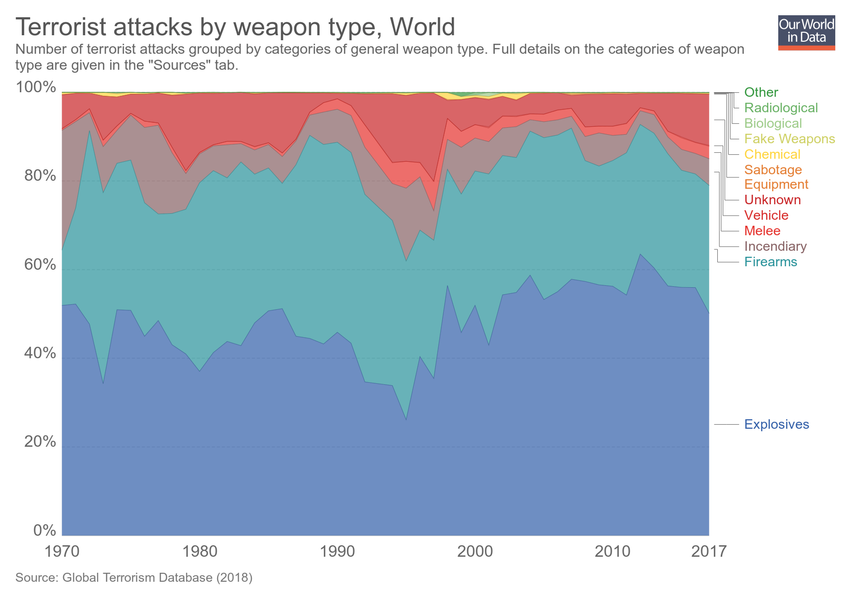 Terrorist attacks by weapon type, World
Our World
in Data
Number of terrorist attacks grouped by categories of general weapon type. Full details on the categories of weapon
type are given in the "Sources" tab.
100%
80%
60%
40%
20%
0%
1970
1980
1990
2000
2010
2017
Other
Radiological
Biological
Fake Weapons
Chemical
Sabotage
Equipment
Unknown
Vehicle
Melee
Incendiary
Firearms
Explosives
Source: Global Terrorism Database (2018)